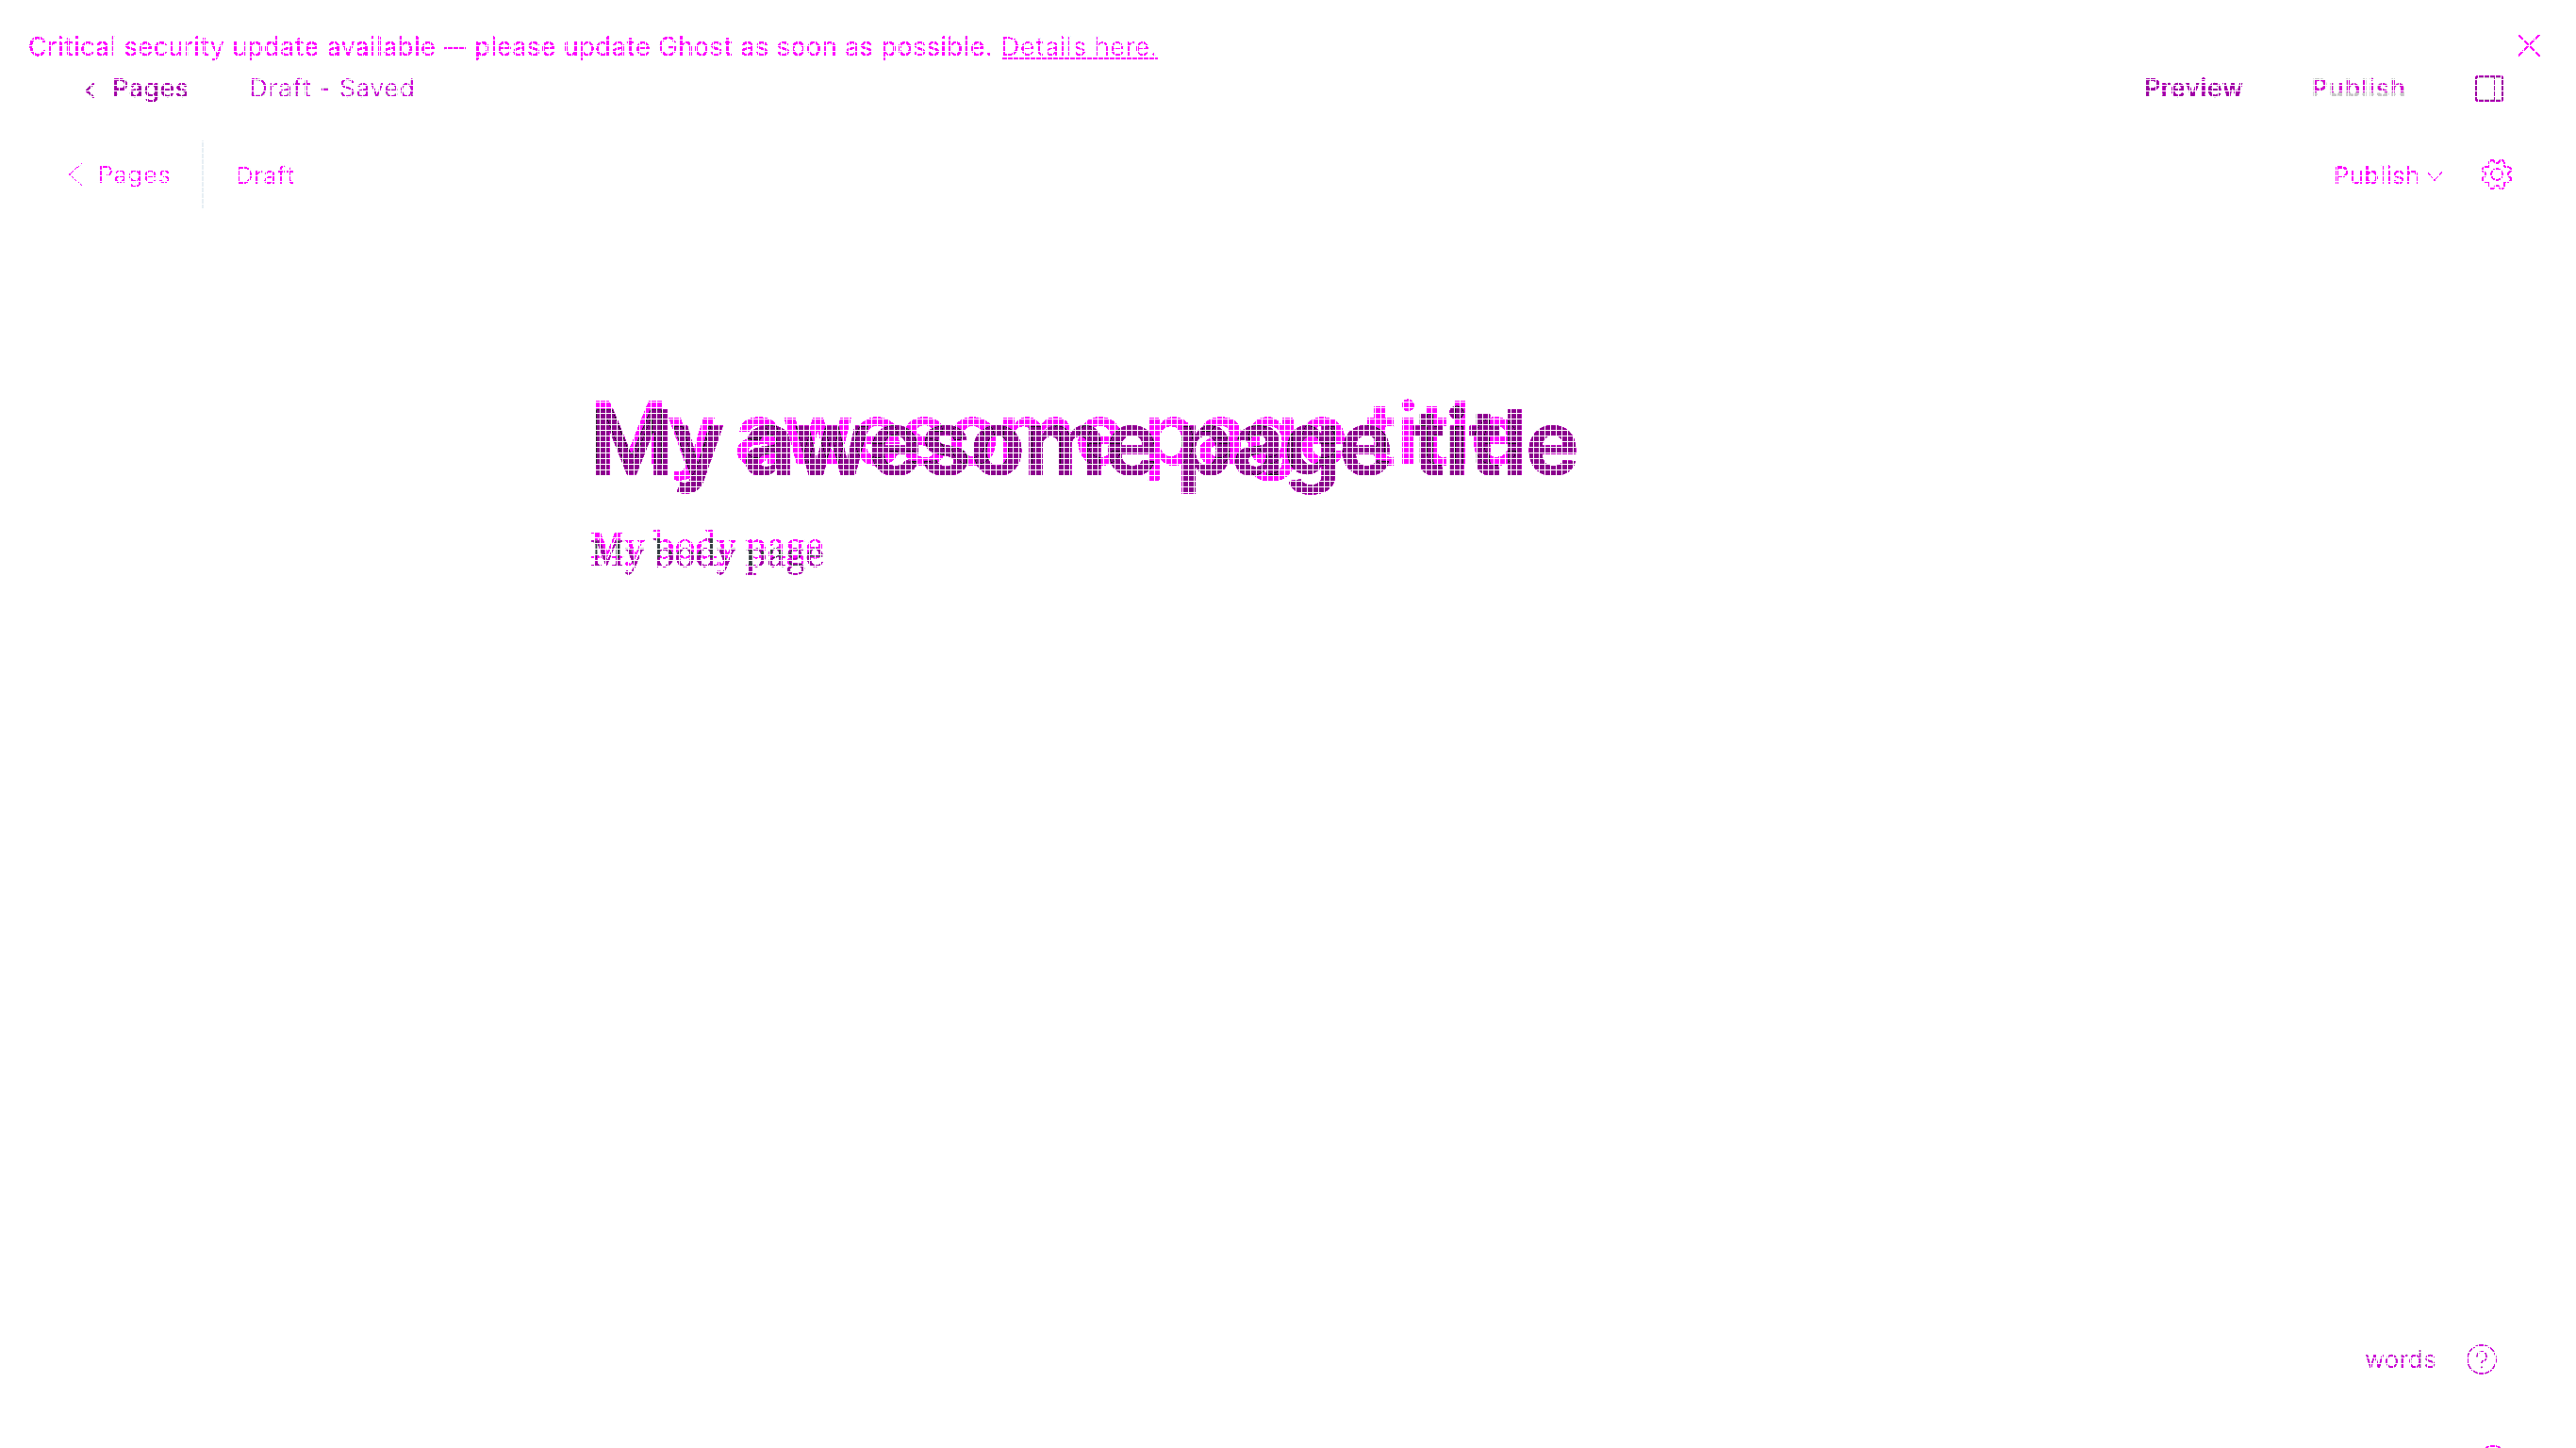 Critical security update available — please update Ghost as soon as possible. Details here.
Pages Draft - Saved Preview Publish
Pages Draft Publish
My awesome page title
My body page
words